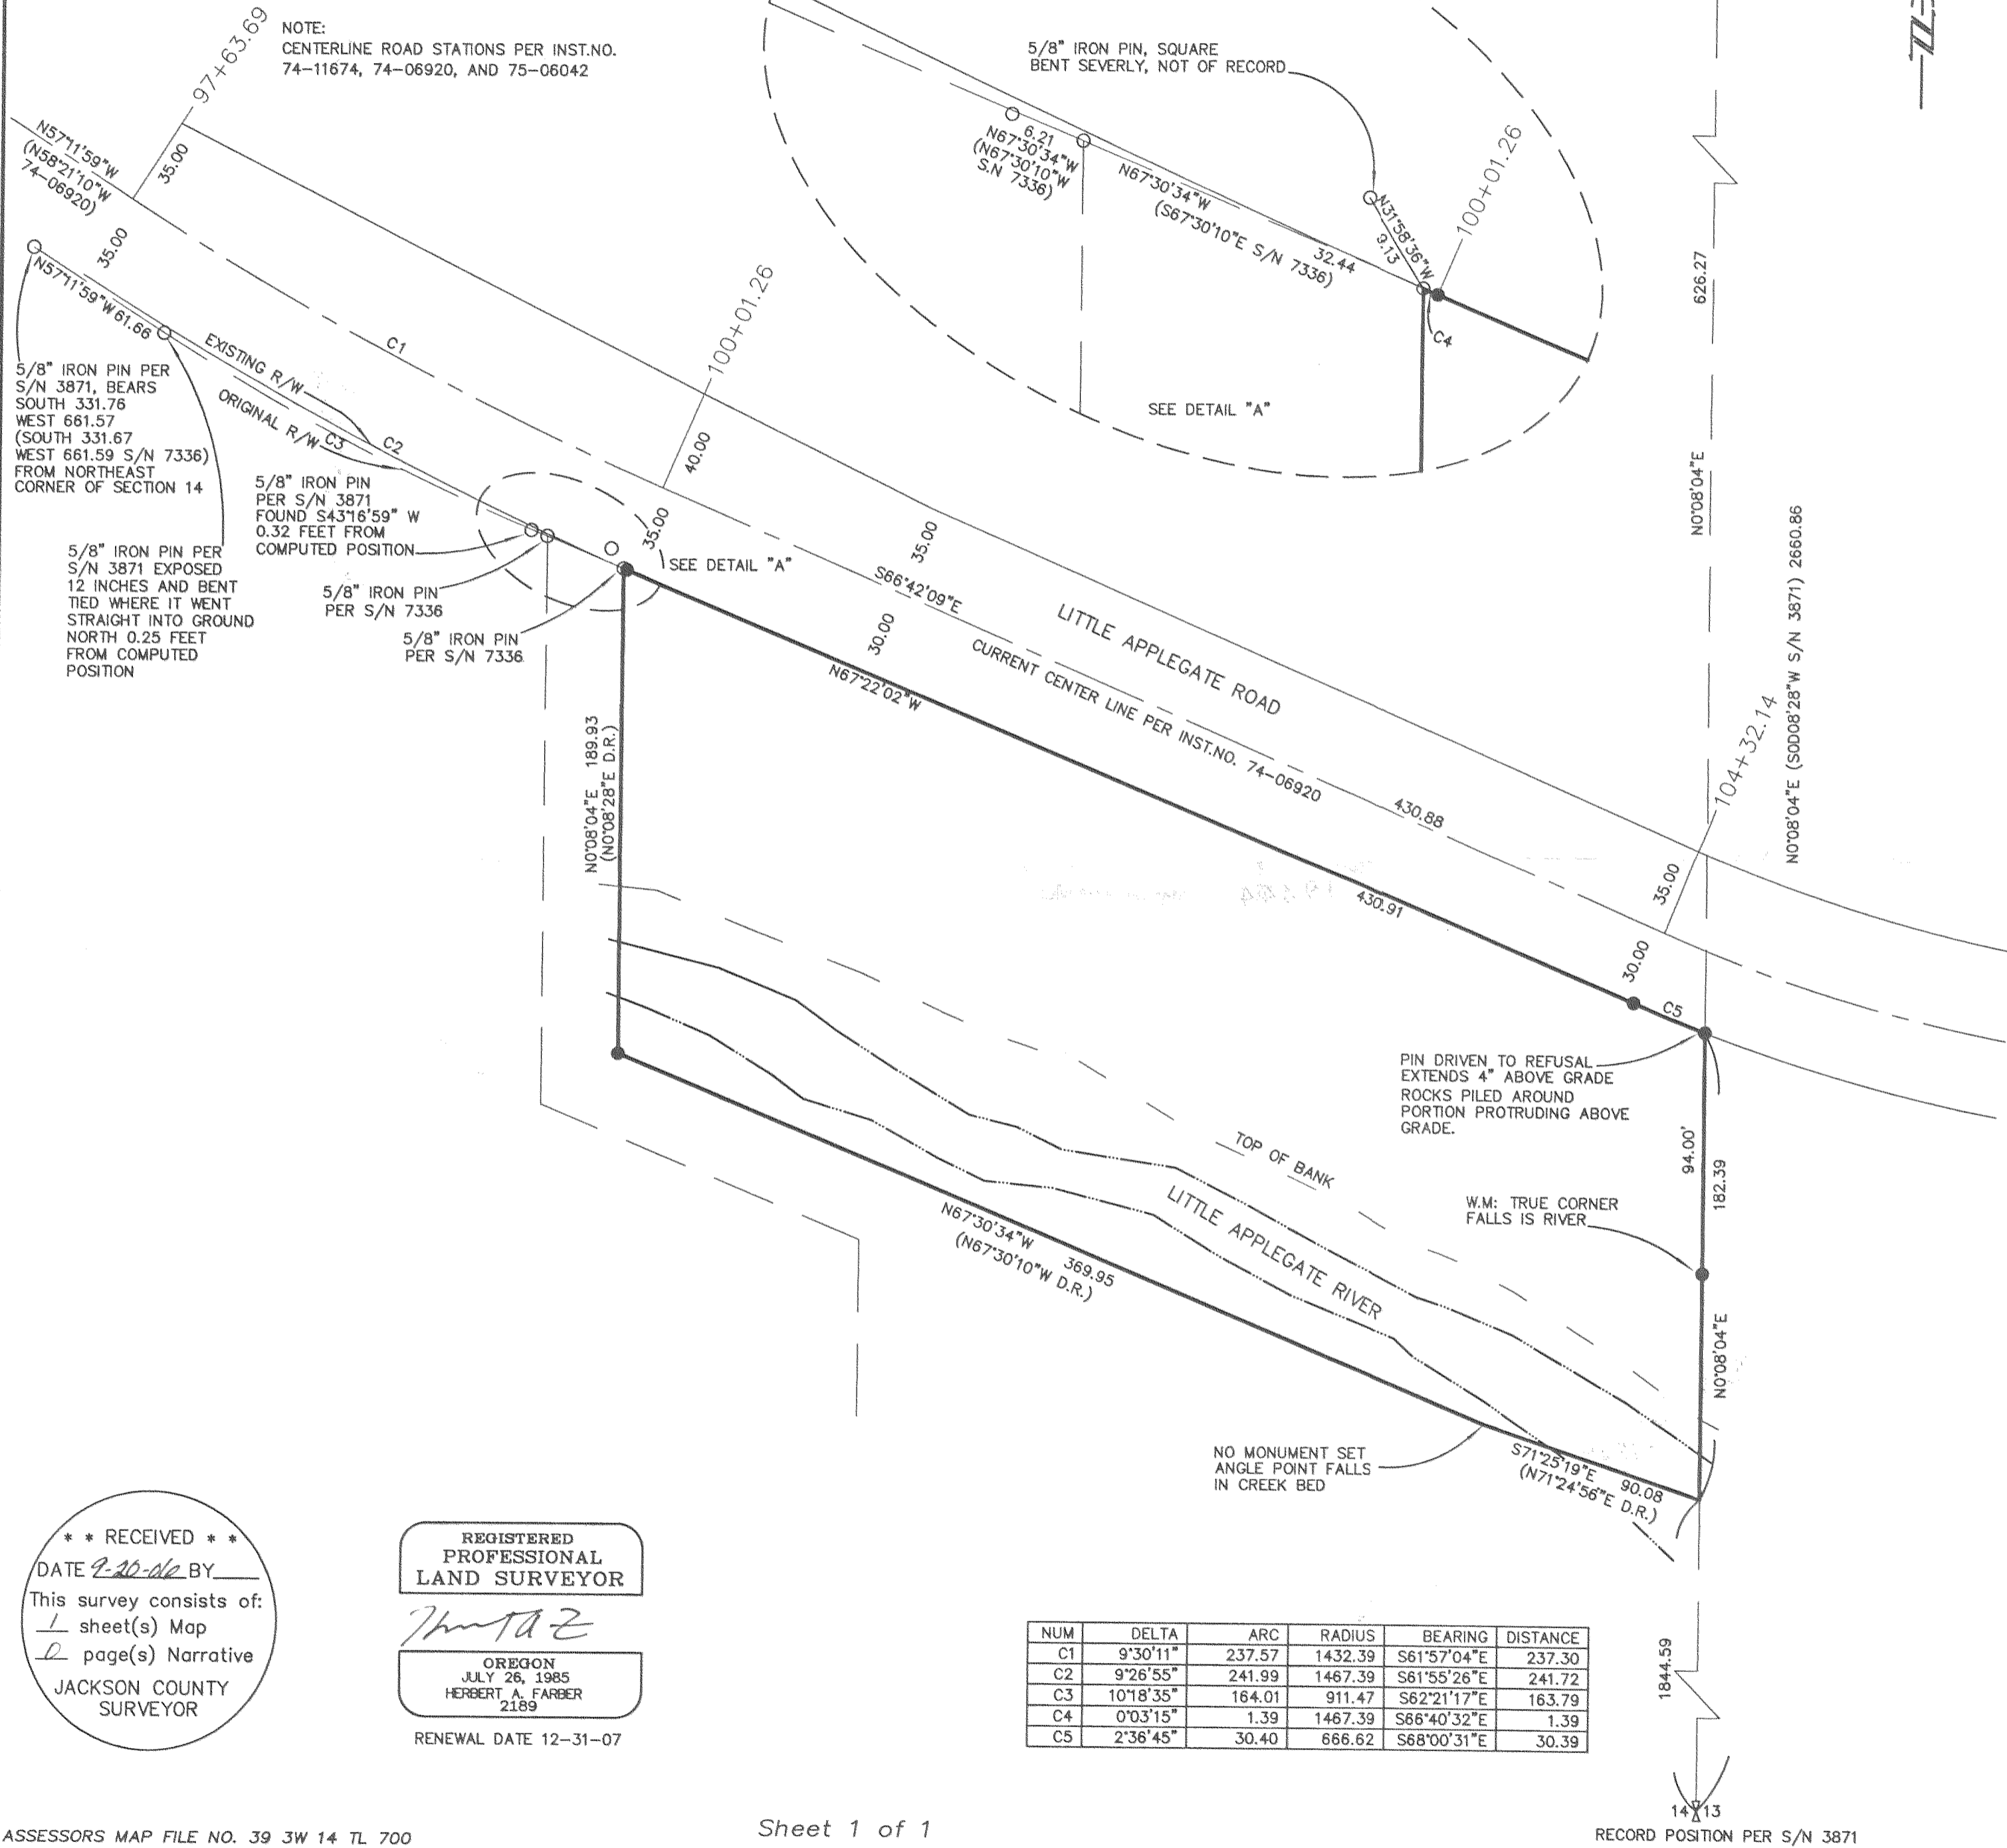 NOTE:
CENTERLINE ROAD STATIONS PER INST.NO.
74-11674, 74-06920, AND 75-06042
97+63.69
35.00
N57°11'59"W
(N58°21'10"W
74-06920)
35.00
N57°11'59"W 61.66
5/8" IRON PIN PER
S/N 3871, BEARS
SOUTH 331.76
WEST 661.57
(SOUTH 331.67
WEST 661.59 S/N 7336)
FROM NORTHEAST
CORNER OF SECTION 14
EXISTING R/W
ORIGINAL R/W
C1
C2
C3
5/8" IRON PIN PER
S/N 3871 EXPOSED
12 INCHES AND BENT
TIED WHERE IT WENT
STRAIGHT INTO GROUND
NORTH 0.25 FEET
FROM COMPUTED
POSITION
5/8" IRON PIN
PER S/N 3871
FOUND S43°16'59" W
0.32 FEET FROM
COMPUTED POSITION
5/8" IRON PIN
PER S/N 7336
5/8" IRON PIN
PER S/N 7336
100+01.26
40.00
35.00
SEE DETAIL "A"
5/8" IRON PIN, SQUARE
BENT SEVERLY, NOT OF RECORD
6.21
N67°30'34"W
(N67°30'10"W
S.N 7336)
N67°30'34"W
32.44
(S67°30'10"E S/N 7336)
N31°58'36"W
9.13
100+01.26
C4
SEE DETAIL "A"
626.27
N0°08'04"E
N0°08'04"E (S0D08'28"W S/N 3871) 2660.86
35.00
S66°42'09"E
30.00
LITTLE APPLEGATE ROAD
CURRENT CENTER LINE PER INST.NO. 74-06920
430.88
N67°22'02"W
430.91
104+32.14
35.00
30.00
C5
N0°08'04"E 189.93
(N0°08'28"E D.R.)
PIN DRIVEN TO REFUSAL
EXTENDS 4" ABOVE GRADE
ROCKS PILED AROUND
PORTION PROTRUDING ABOVE
GRADE.
94.00'
182.39
W.M: TRUE CORNER
FALLS IS RIVER
N0°08'04"E
TOP OF BANK
LITTLE APPLEGATE RIVER
N67°30'34"W 369.95
(N67°30'10"W D.R.)
NO MONUMENT SET
ANGLE POINT FALLS
IN CREEK BED
S71°25'19"E 90.08
(N71°24'56"E D.R.)
* * RECEIVED * *
DATE 9-20-06 BY
This survey consists of:
1 sheet(s) Map
0 page(s) Narrative
JACKSON COUNTY
SURVEYOR
REGISTERED
PROFESSIONAL
LAND SURVEYOR
OREGON
JULY 26, 1985
HERBERT A. FARBER
2189
RENEWAL DATE 12-31-07
NUM DELTA ARC RADIUS BEARING DISTANCE
C1 9°30'11" 237.57 1432.39 S61°57'04"E 237.30
C2 9°26'55" 241.99 1467.39 S61°55'26"E 241.72
C3 10°18'35" 164.01 911.47 S62°21'17"E 163.79
C4 0°03'15" 1.39 1467.39 S66°40'32"E 1.39
C5 2°36'45" 30.40 666.62 S68°00'31"E 30.39
1844.59
14 13
RECORD POSITION PER S/N 3871
ASSESSORS MAP FILE NO. 39 3W 14 TL 700
Sheet 1 of 1